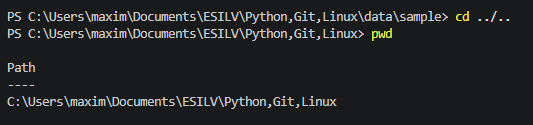 PS C:\Users\maxim\Documents\ESILV\Python,Git,Linux\data\sample> cd ../..
PS C:\Users\maxim\Documents\ESILV\Python,Git,Linux> pwd
Path
----
C:\Users\maxim\Documents\ESILV\Python,Git,Linux